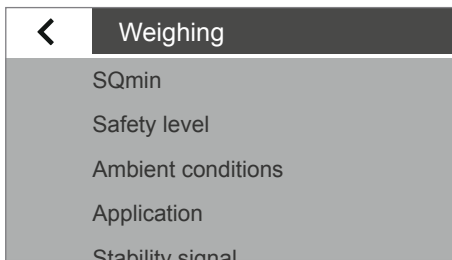 Weighing
SQmin
Safety level
Ambient conditions
Application
Stability signal